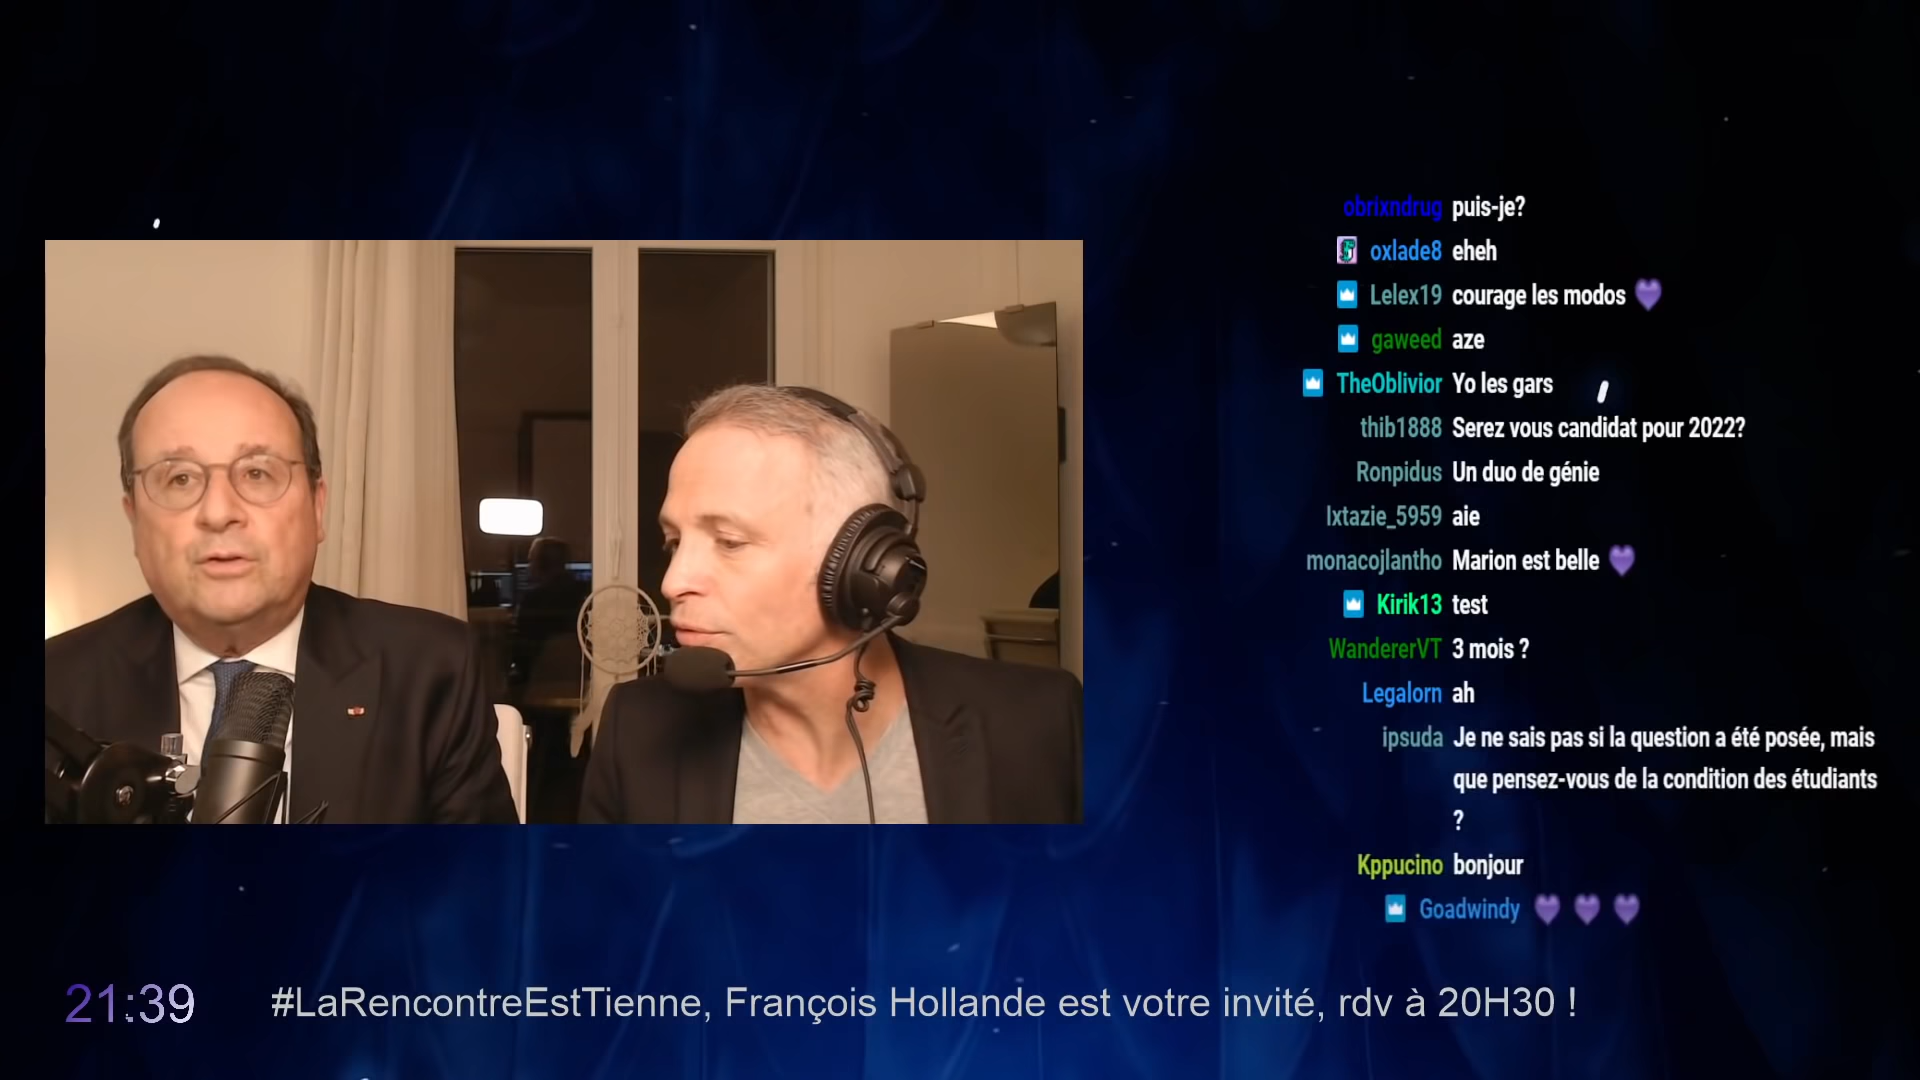 obrixndrug puis-je?
oxlade8 eheh
Lelex19 courage les modos
gaweed aze
TheOblivior Yo les gars
thib1888 Serez vous candidat pour 2022?
Ronpidus Un duo de génie
lxtazie_5959 aie
monacojlantho Marion est belle
Kirik13 test
WandererVT 3 mois ?
Legalorn ah
ipsuda Je ne sais pas si la question a été posée, mais
que pensez-vous de la condition des étudiants
?
Kppucino bonjour
Goadwindy
21:39 #LaRencontreEstTienne, François Hollande est votre invité, rdv à 20H30 !